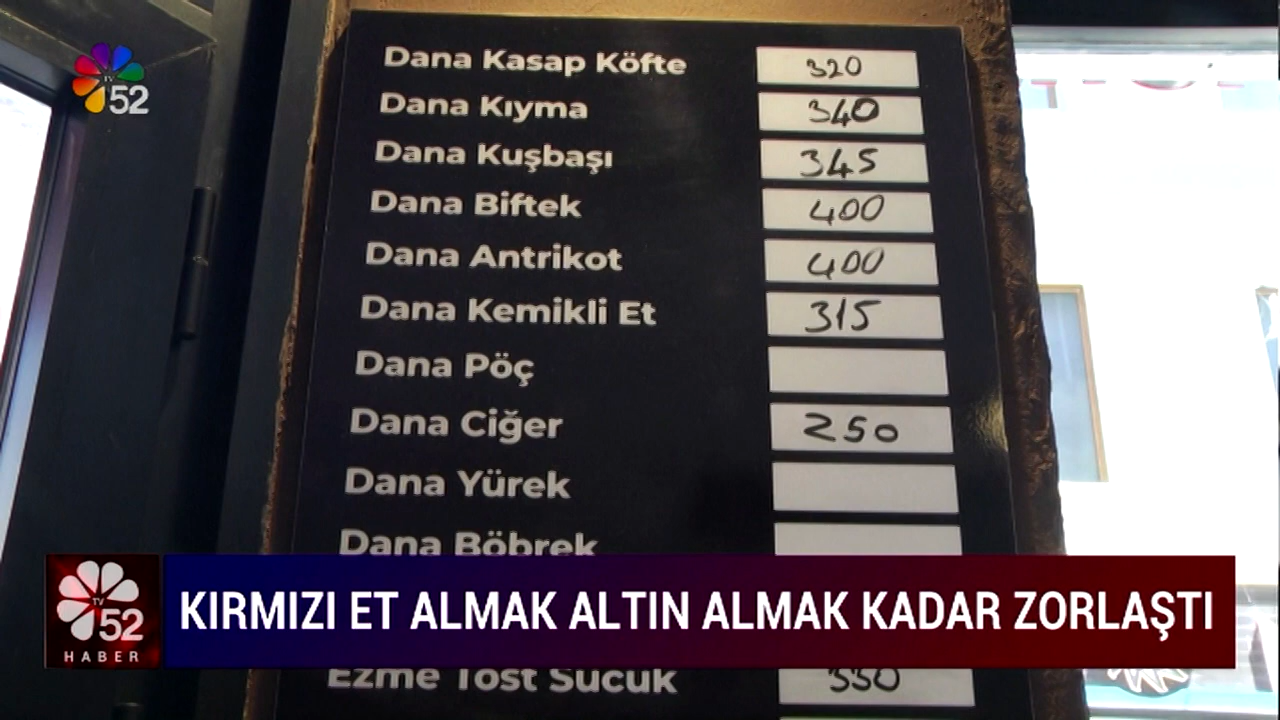 TV
52
Dana Kasap Köfte 320
Dana Kıyma 340
Dana Kuşbaşı 345
Dana Biftek 400
Dana Antrikot 400
Dana Kemikli Et 315
Dana Pöç
Dana Ciğer 250
Dana Yürek
Dana Böbrek
TV
52
HABER
KIRMIZI ET ALMAK ALTIN ALMAK KADAR ZORLAŞTI
Ezme Tost Sucuk 350